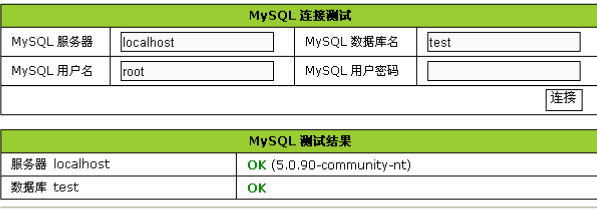 MySQL 连接测试
MySQL 服务器 localhost MySQL 数据库名 test
MySQL 用户名 root MySQL 用户密码
连接
MySQL 测试结果
服务器 localhost OK (5.0.90-community-nt)
数据库 test OK